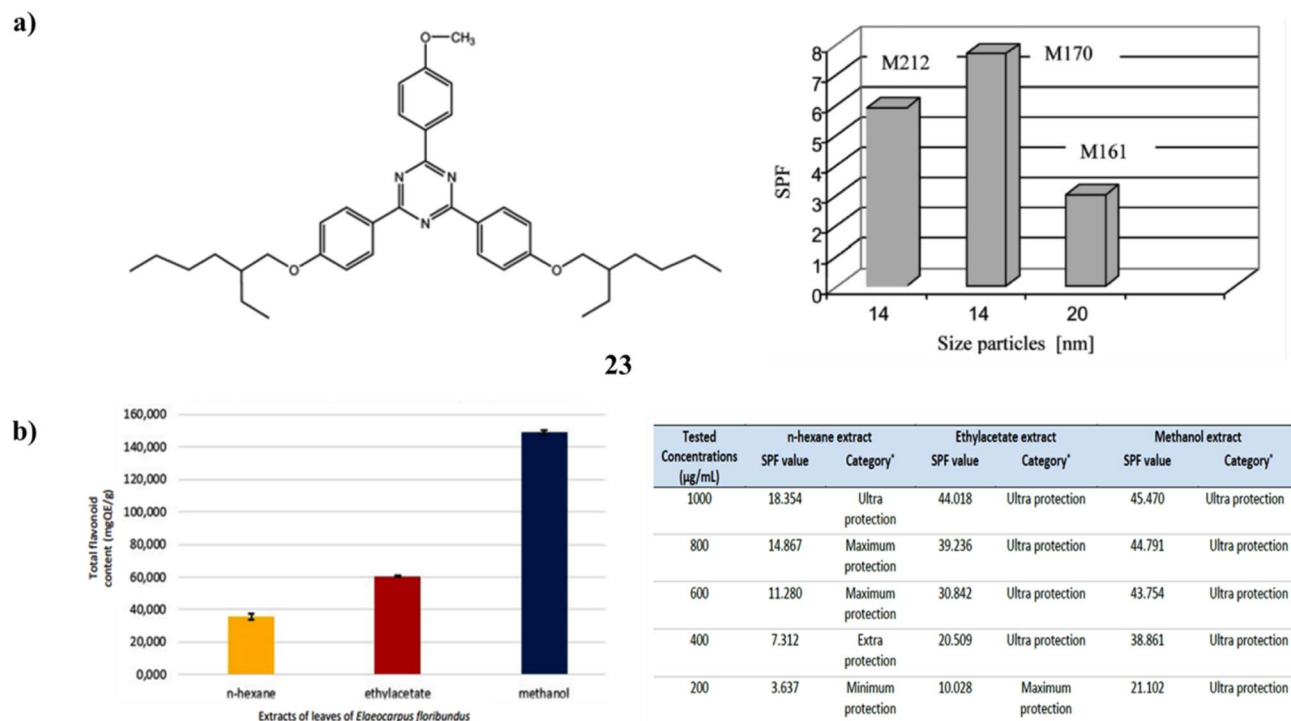 a)
O—CH₃
N
N
N
O
O
23
8
7
6
5
4
3
2
1
0
SPF
M212
M170
M161
14
14
20
Size particles [nm]
b)
Total flavonoid
content (mgQE/g)
160,000
140,000
120,000
100,000
80,000
60,000
40,000
20,000
0,000
n-hexane
ethylacetate
methanol
Extracts of leaves of Elaeocarpus floribundus
Tested Concentrations (µg/mL) n-hexane extract Ethylacetate extract Methanol extract
SPF value Category* SPF value Category* SPF value Category*
1000 18.354 Ultra protection 44.018 Ultra protection 45.470 Ultra protection
800 14.867 Maximum protection 39.236 Ultra protection 44.791 Ultra protection
600 11.280 Maximum protection 30.842 Ultra protection 43.754 Ultra protection
400 7.312 Extra protection 20.509 Ultra protection 38.861 Ultra protection
200 3.637 Minimum protection 10.028 Maximum protection 21.102 Ultra protection